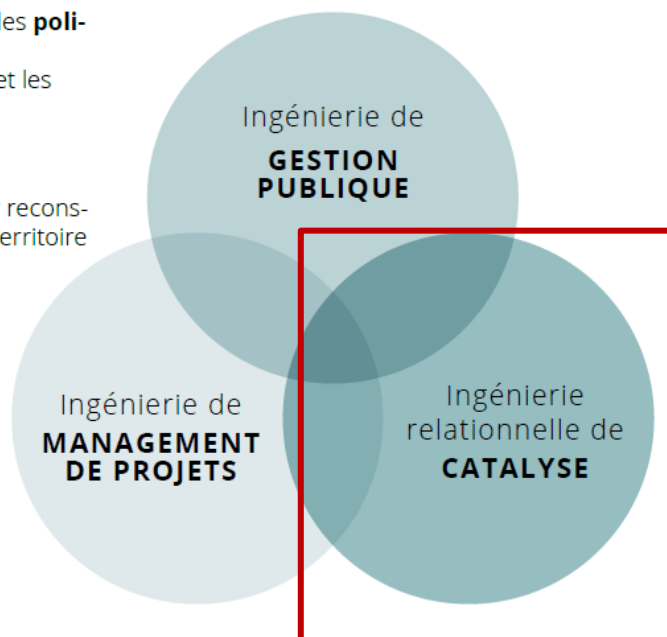 les poli-
et les
recons-
erritoire
Ingénierie de
GESTION
PUBLIQUE
Ingénierie de
MANAGEMENT
DE PROJETS
Ingénierie
relationnelle de
CATALYSE